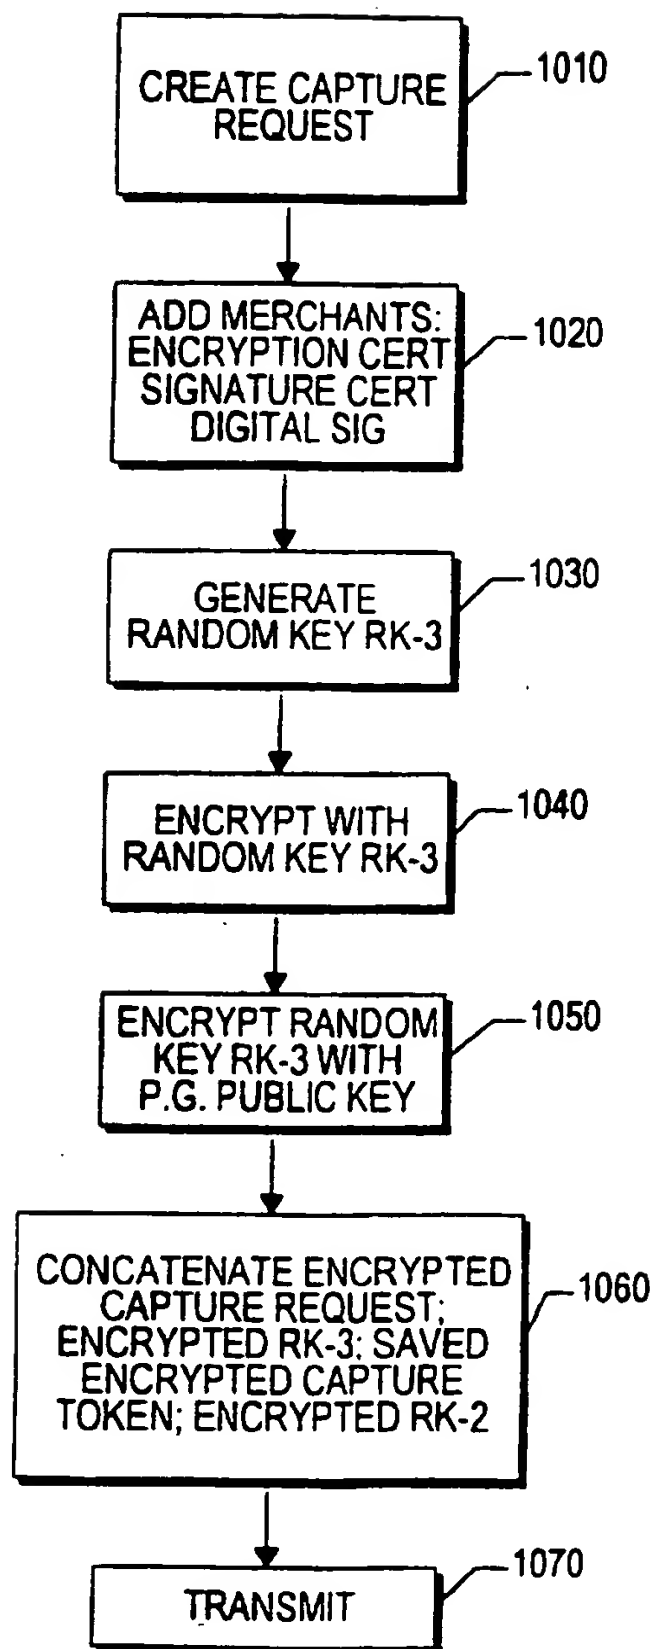 CREATE CAPTURE
REQUEST
1010
ADD MERCHANTS:
ENCRYPTION CERT
SIGNATURE CERT
DIGITAL SIG
1020
GENERATE
RANDOM KEY RK-3
1030
ENCRYPT WITH
RANDOM KEY RK-3
1040
ENCRYPT RANDOM
KEY RK-3 WITH
P.G. PUBLIC KEY
1050
CONCATENATE ENCRYPTED
CAPTURE REQUEST;
ENCRYPTED RK-3; SAVED
ENCRYPTED CAPTURE
TOKEN; ENCRYPTED RK-2
1060
TRANSMIT
1070